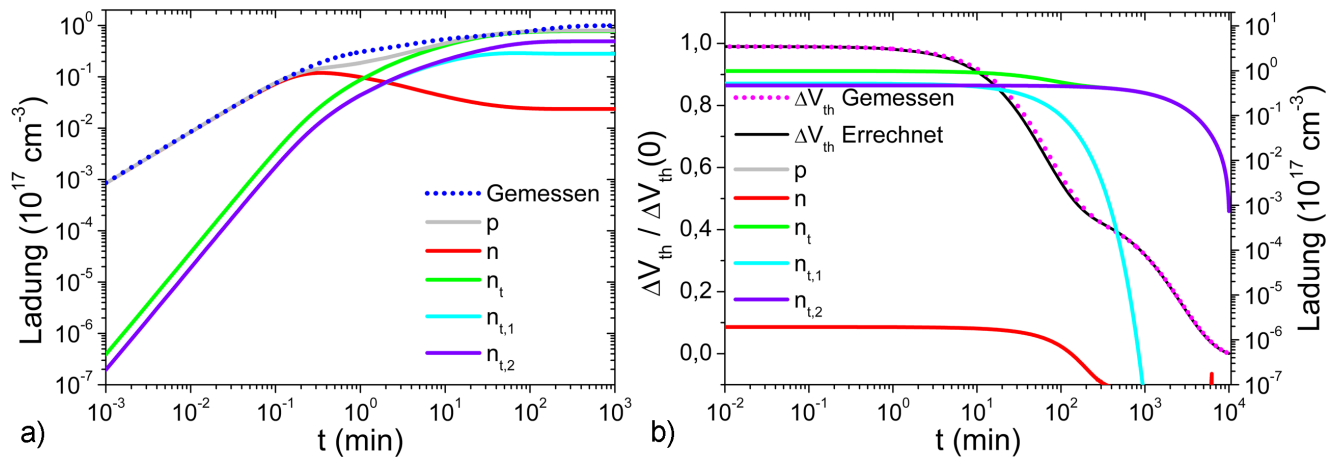 10^0
10^-1
10^-2
10^-3
10^-4
10^-5
10^-6
10^-7
Ladung (10^17 cm^-3)
Gemessen
p
n
n_t
n_t,1
n_t,2
10^-3 10^-2 10^-1 10^0 10^1 10^2 10^3
t (min)
a)
1,0
0,8
0,6
0,4
0,2
0,0
ΔV_th / ΔV_th(0)
ΔV_th Gemessen
ΔV_th Errechnet
p
n
n_t
n_t,1
n_t,2
10^1
10^0
10^-1
10^-2
10^-3
10^-4
10^-5
10^-6
10^-7
Ladung (10^17 cm^-3)
10^-2 10^-1 10^0 10^1 10^2 10^3 10^4
t (min)
b)